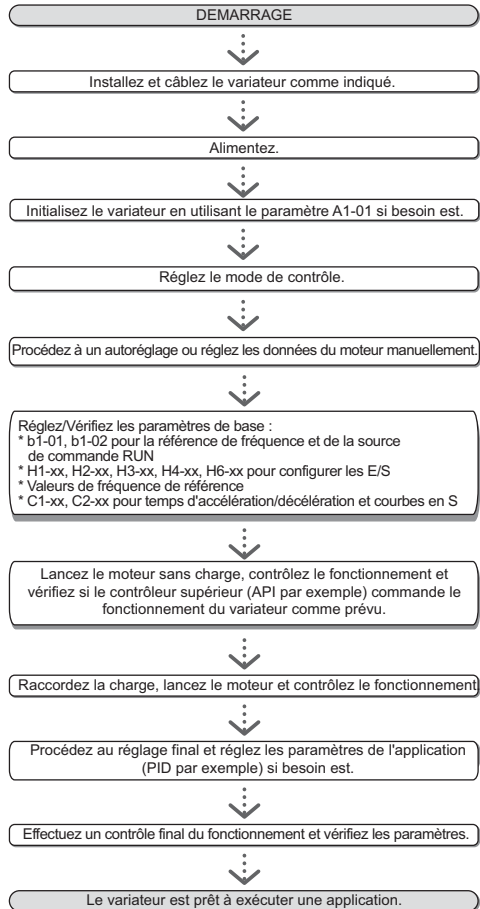 DEMARRAGE
Installez et câblez le variateur comme indiqué.
Alimentez.
Initialisez le variateur en utilisant le paramètre A1-01 si besoin est.
Réglez le mode de contrôle.
Procédez à un autoréglage ou réglez les données du moteur manuellement.
Réglez/Vérifiez les paramètres de base :
* b1-01, b1-02 pour la référence de fréquence et de la source
de commande RUN
* H1-xx, H2-xx, H3-xx, H4-xx, H6-xx pour configurer les E/S
* Valeurs de fréquence de référence
* C1-xx, C2-xx pour temps d'accélération/décélération et courbes en S
Lancez le moteur sans charge, contrôlez le fonctionnement et
vérifiez si le contrôleur supérieur (API par exemple) commande le
fonctionnement du variateur comme prévu.
Raccordez la charge, lancez le moteur et contrôlez le fonctionnement.
Procédez au réglage final et réglez les paramètres de l'application
(PID par exemple) si besoin est.
Effectuez un contrôle final du fonctionnement et vérifiez les paramètres.
Le variateur est prêt à exécuter une application.